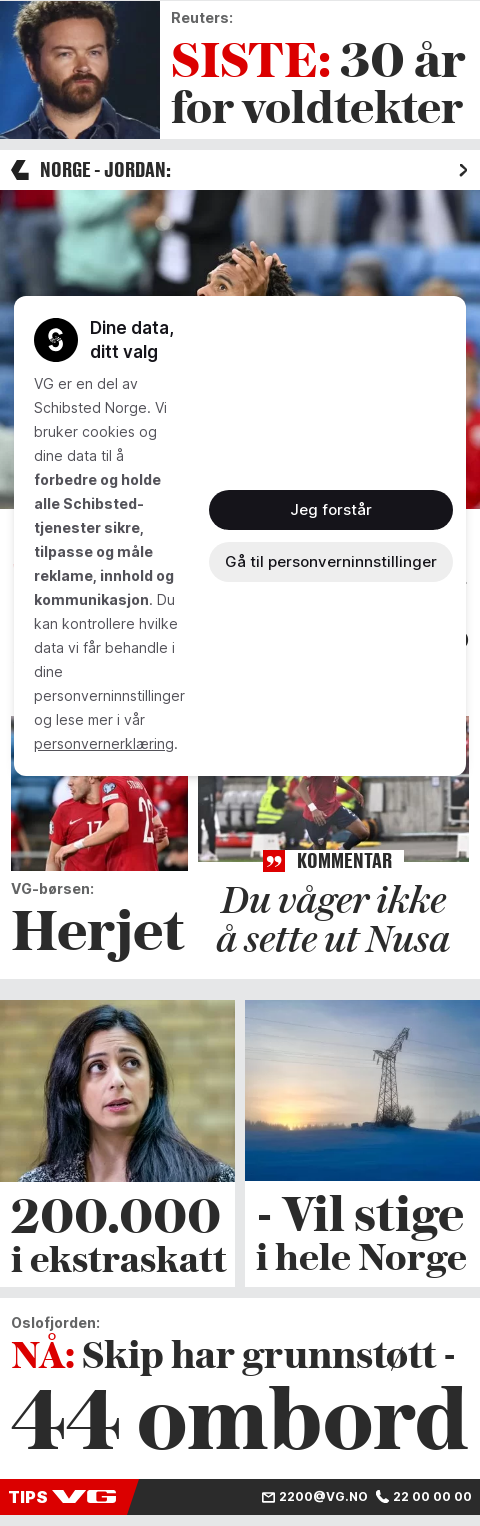 Reuters:
SISTE: 30 år
for voldtekter
NORGE - JORDAN:
Dine data,
ditt valg
VG er en del av
Schibsted Norge. Vi
bruker cookies og
dine data til å
forbedre og holde
alle Schibsted-
tjenester sikre,
tilpasse og måle
reklame, innhold og
kommunikasjon. Du
kan kontrollere hvilke
data vi får behandle i
dine
personverninnstillinger
og lese mer i vår
personvernerklæring.
Jeg forstår
Gå til personverninnstillinger
VG-børsen:
Herjet
KOMMENTAR
Du våger ikke
å sette ut Nusa
200.000
i ekstraskatt
- Vil stige
i hele Norge
Oslofjorden:
NÅ: Skip har grunnstøtt -
44 ombord
TIPS VG 2200@VG.NO 22 00 00 00